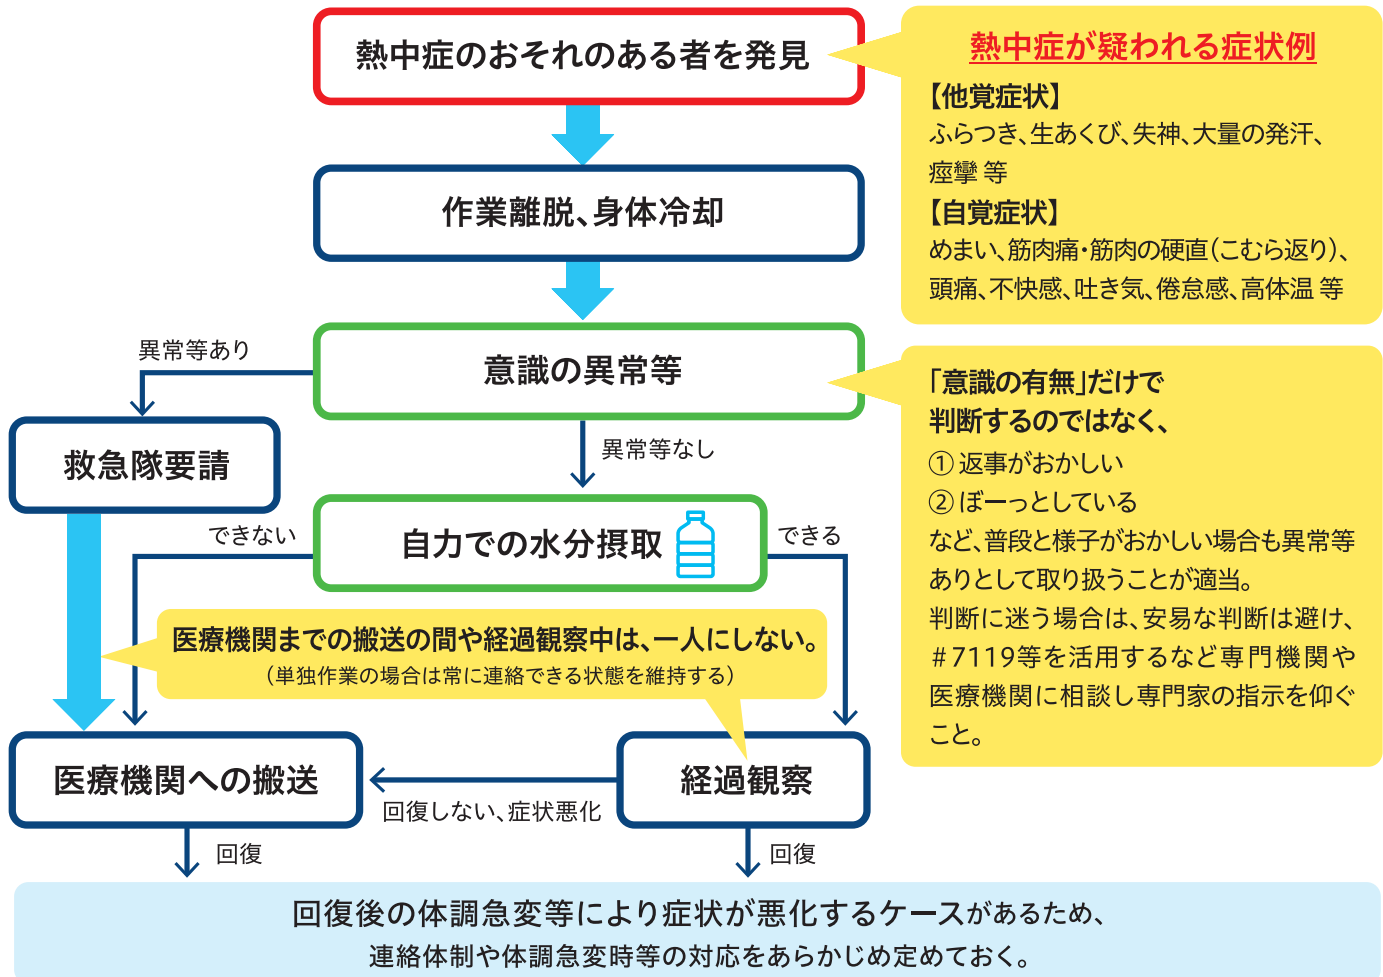 熱中症のおそれのある者を発見
熱中症が疑われる症状例
【他覚症状】
ふらつき、生あくび、失神、大量の発汗、
痙攣 等
【自覚症状】
めまい、筋肉痛・筋肉の硬直(こむら返り)、
頭痛、不快感、吐き気、倦怠感、高体温 等
作業離脱、身体冷却
意識の異常等
異常等あり
異常等なし
「意識の有無」だけで
判断するのではなく、
① 返事がおかしい
② ぼーっとしている
など、普段と様子がおかしい場合も異常等
ありとして取り扱うことが適当。
判断に迷う場合は、安易な判断は避け、
#7119等を活用するなど専門機関や
医療機関に相談し専門家の指示を仰ぐ
こと。
救急隊要請
自力での水分摂取
できない
できる
医療機関までの搬送の間や経過観察中は、一人にしない。
(単独作業の場合は常に連絡できる状態を維持する)
医療機関への搬送
経過観察
回復しない、症状悪化
回復
回復
回復後の体調急変等により症状が悪化するケースがあるため、
連絡体制や体調急変時等の対応をあらかじめ定めておく。